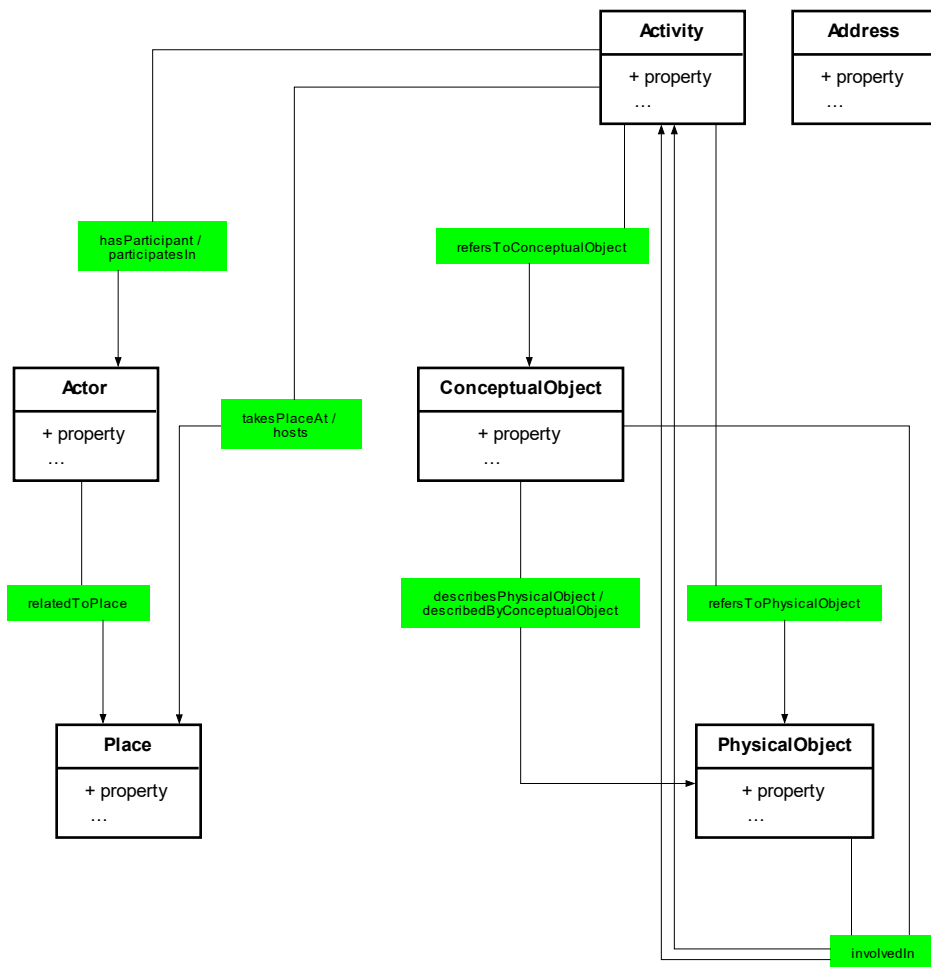 Activity
+ property
...
Address
+ property
...
hasParticipant /
participatesIn
refersToConceptualObject
Actor
+ property
...
takesPlaceAt /
hosts
ConceptualObject
+ property
...
relatedToPlace
describesPhysicalObject /
describedByConceptualObject
refersToPhysicalObject
Place
+ property
...
PhysicalObject
+ property
...
involvedIn